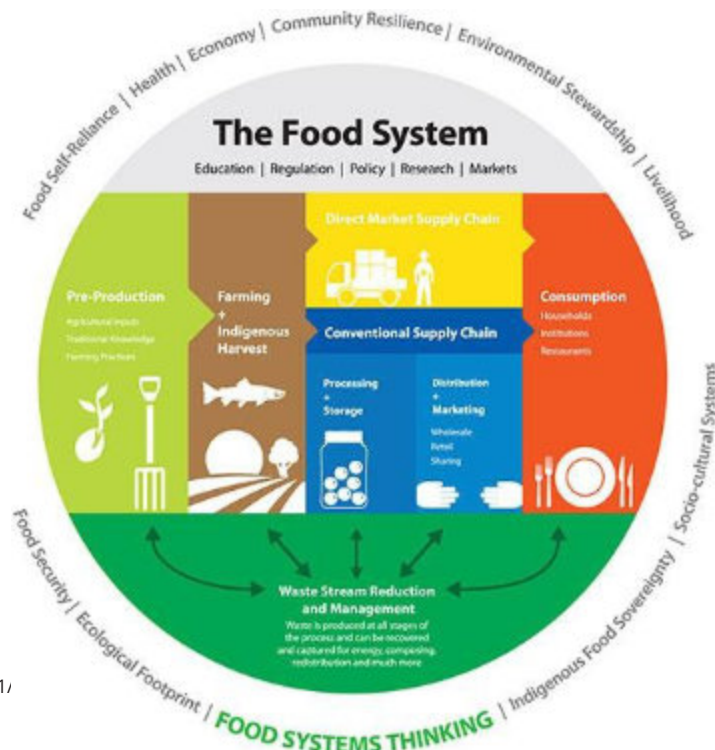 Food Self-Reliance | Health | Economy | Community Resilience | Environmental Stewardship | Livelihood
The Food System
Education | Regulation | Policy | Research | Markets
Direct Market Supply Chain
Pre-Production
Agricultural Inputs
Traditional Knowledge
Farming Practices
Farming
+
Indigenous
Harvest
Conventional Supply Chain
Processing
+
Storage
Distribution
+
Marketing
Wholesale
Retail
Sharing
Consumption
Households
Institutions
Restaurants
Waste Stream Reduction
and Management
Waste is produced at all stages of
the process and can be recovered
and captured for energy, composing,
redistribution and much more
Food Security | Ecological Footprint | FOOD SYSTEMS THINKING | Indigenous Food Sovereignty | Socio-cultural Systems
1/